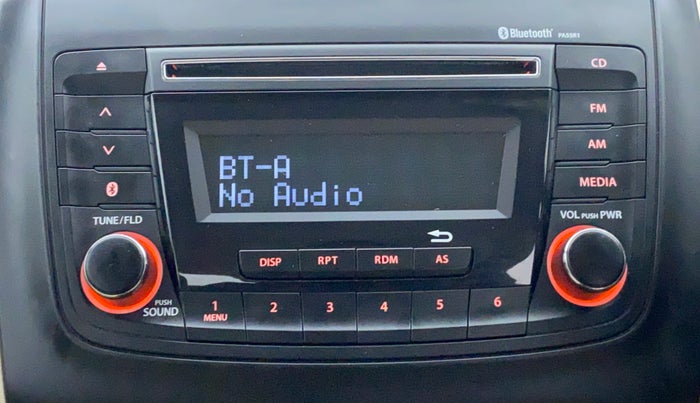 Bluetooth® PA55R1
CD
FM
AM
MEDIA
BT-A
No Audio
TUNE/FLD
VOL PUSH PWR
DISP RPT RDM AS
PUSH
SOUND
1 2 3 4 5 6
MENU